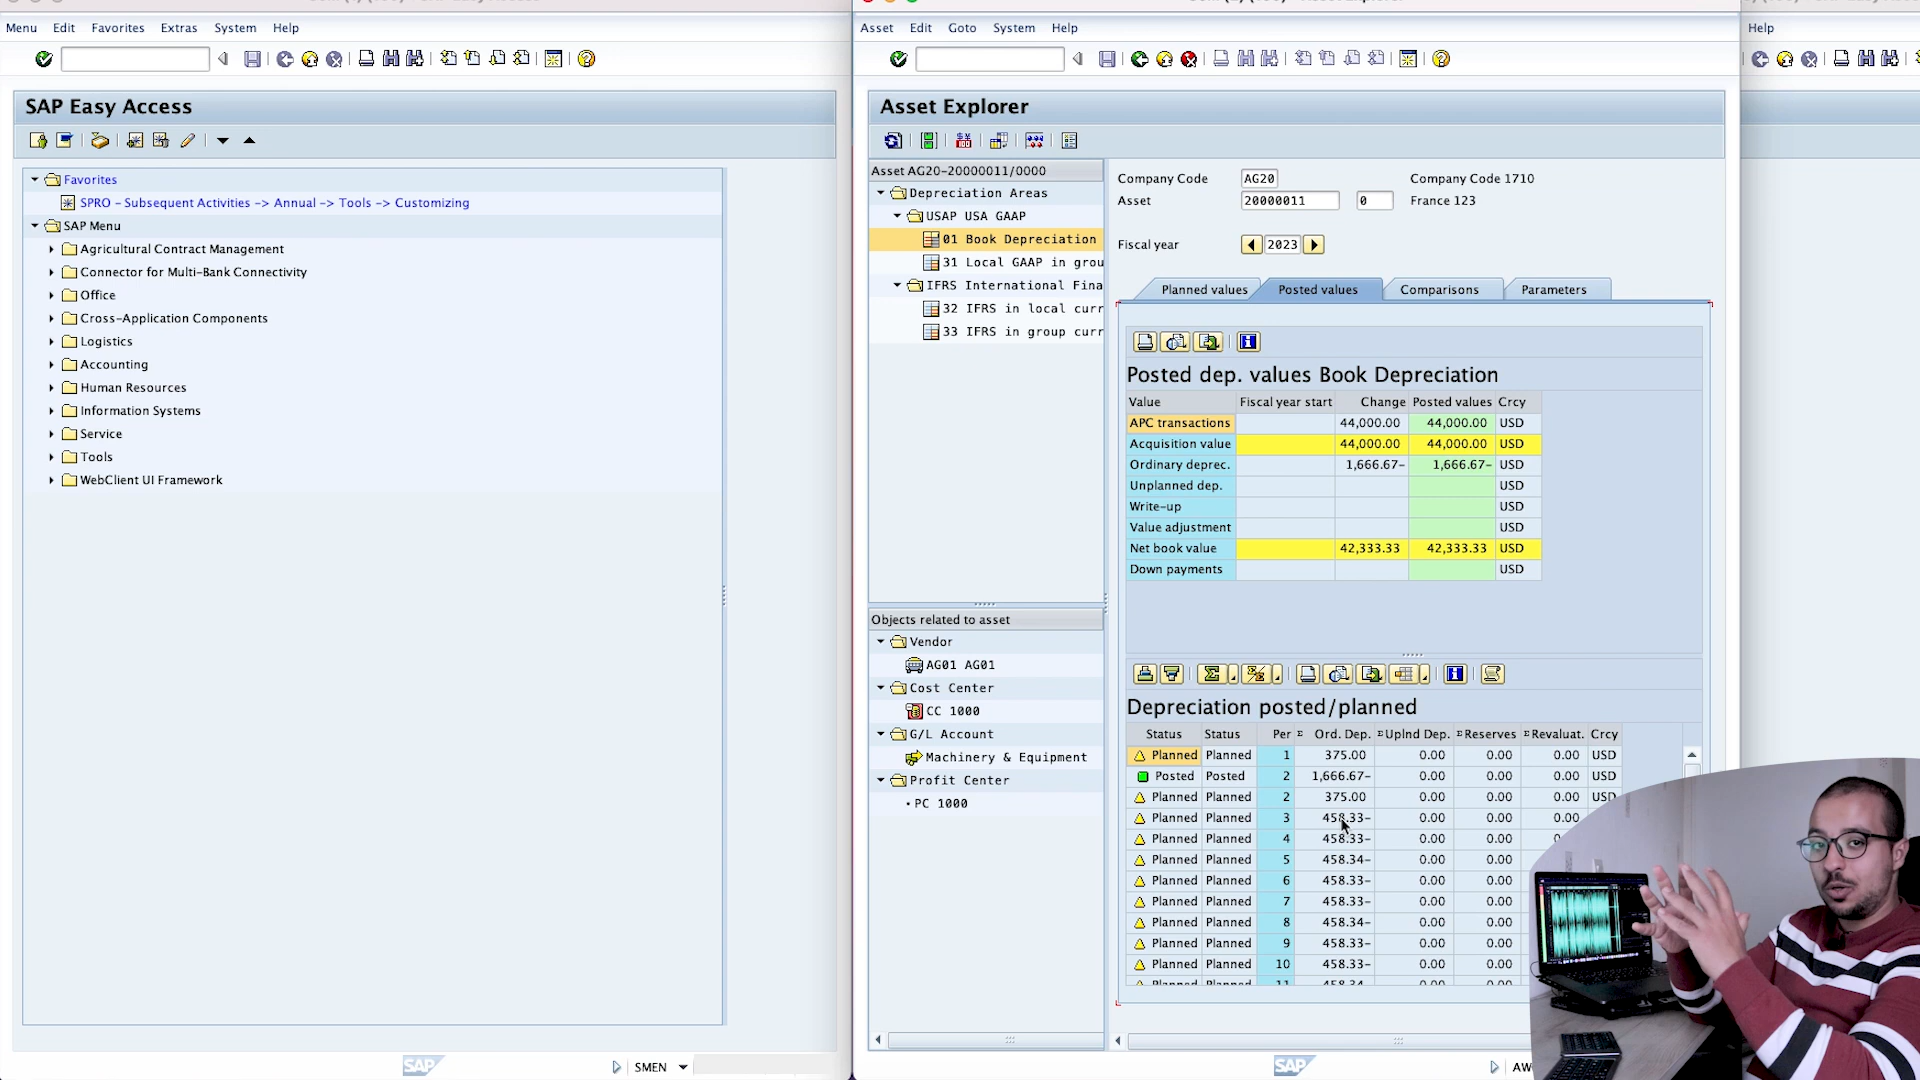 Menu Edit Favorites Extras System Help
SAP Easy Access
Favorites
SPRO - Subsequent Activities -> Annual -> Tools -> Customizing
SAP Menu
Agricultural Contract Management
Connector for Multi-Bank Connectivity
Office
Cross-Application Components
Logistics
Accounting
Human Resources
Information Systems
Service
Tools
WebClient UI Framework
SAP
SMEN
Asset Edit Goto System Help
Asset Explorer
Asset AG20-20000011/0000
Depreciation Areas
USAP USA GAAP
01 Book Depreciation
31 Local GAAP in grou
IFRS International Fina
32 IFRS in local curr
33 IFRS in group curr
Objects related to asset
Vendor
AG01 AG01
Cost Center
CC 1000
G/L Account
Machinery & Equipment
Profit Center
PC 1000
Company Code AG20 Company Code 1710
Asset 20000011 0 France 123
Fiscal year 2023
Planned values Posted values Comparisons Parameters
Posted dep. values Book Depreciation
Value Fiscal year start Change Posted values Crcy
APC transactions 44,000.00 44,000.00 USD
Acquisition value 44,000.00 44,000.00 USD
Ordinary deprec. 1,666.67- 1,666.67- USD
Unplanned dep. USD
Write-up USD
Value adjustment USD
Net book value 42,333.33 42,333.33 USD
Down payments USD
Depreciation posted/planned
Status Status Per Σ Ord. Dep. Σ Uplnd Dep. Σ Reserves Σ Revaluat. Crcy
Planned Planned 1 375.00 0.00 0.00 0.00 USD
Posted Posted 2 1,666.67- 0.00 0.00 0.00 USD
Planned Planned 2 375.00 0.00 0.00 0.00 USD
Planned Planned 3 458.33- 0.00 0.00 0.00
Planned Planned 4 458.33- 0.00 0.00
Planned Planned 5 458.34- 0.00 0.00
Planned Planned 6 458.33- 0.00 0.00
Planned Planned 7 458.33- 0.00 0.00
Planned Planned 8 458.34- 0.00 0.00
Planned Planned 9 458.33- 0.00 0.00
Planned Planned 10 458.33- 0.00 0.00
Planned Planned 11 458.34 0.00 0.00
SAP
AW
Help